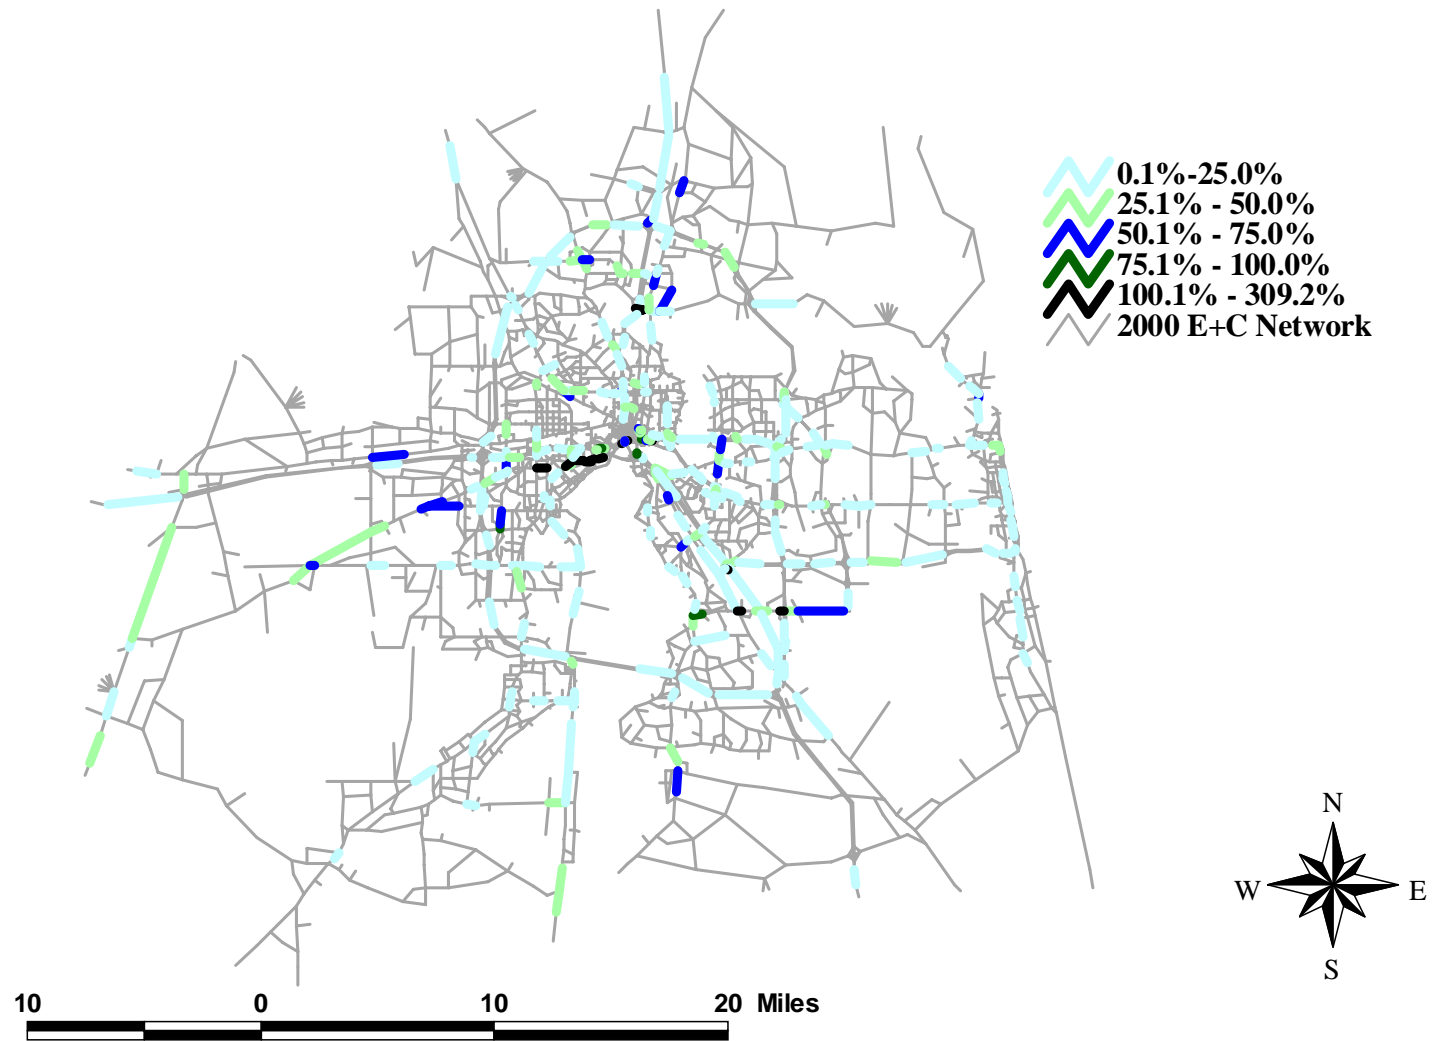 0.1%-25.0%
25.1% - 50.0%
50.1% - 75.0%
75.1% - 100.0%
100.1% - 309.2%
2000 E+C Network
N
W E
S
10 0 10 20 Miles